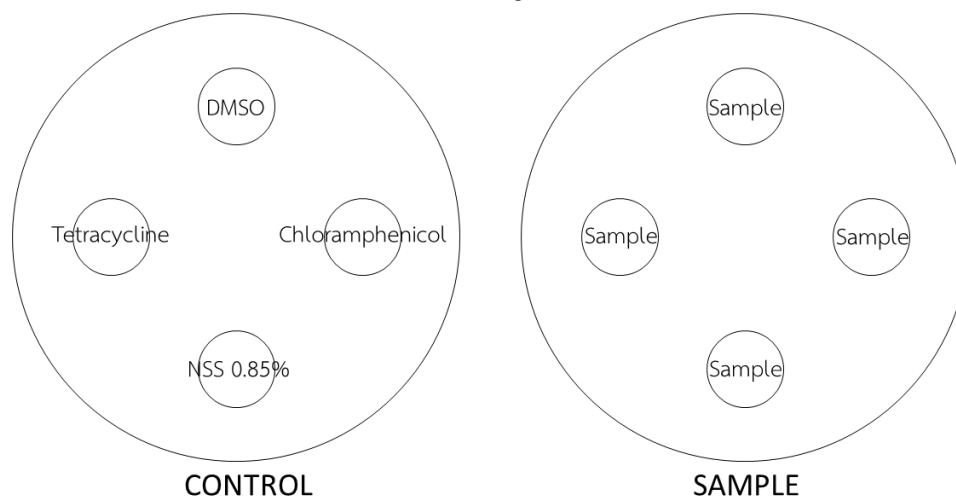 DMSO
Sample
Tetracycline
Chloramphenicol
Sample
Sample
NSS 0.85%
Sample
CONTROL
SAMPLE